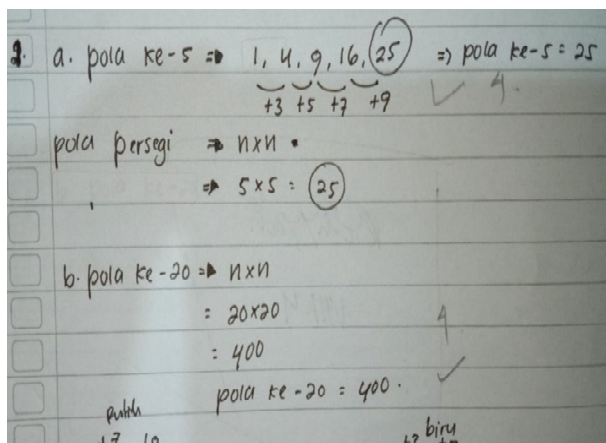 2. a. pola ke-5 ⇒ 1, 4, 9, 16, 25 ⇒ pola ke-5 = 25
+3 +5 +7 +9 ✓ 4.
pola persegi ⇒ n×n
⇒ 5×5 = 25
b. pola ke-20 ⇒ n×n
= 20×20
= 400
4
pola ke-20 = 400. ✓
putih biru